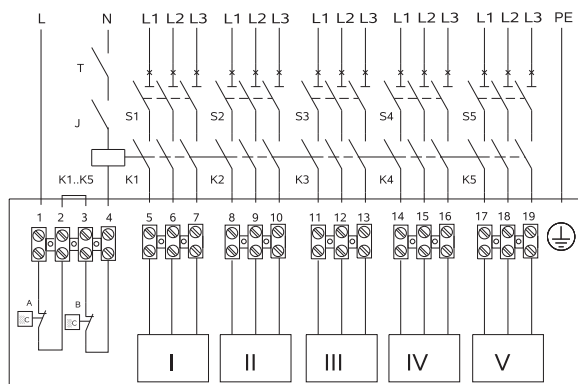 L N L1 L2 L3 L1 L2 L3 L1 L2 L3 L1 L2 L3 L1 L2 L3 PE
T
S1 S2 S3 S4 S5
J
K1..K5 K1 K2 K3 K4 K5
1 2 3 4 5 6 7 8 9 10 11 12 13 14 15 16 17 18 19
A B
C C
I II III IV V